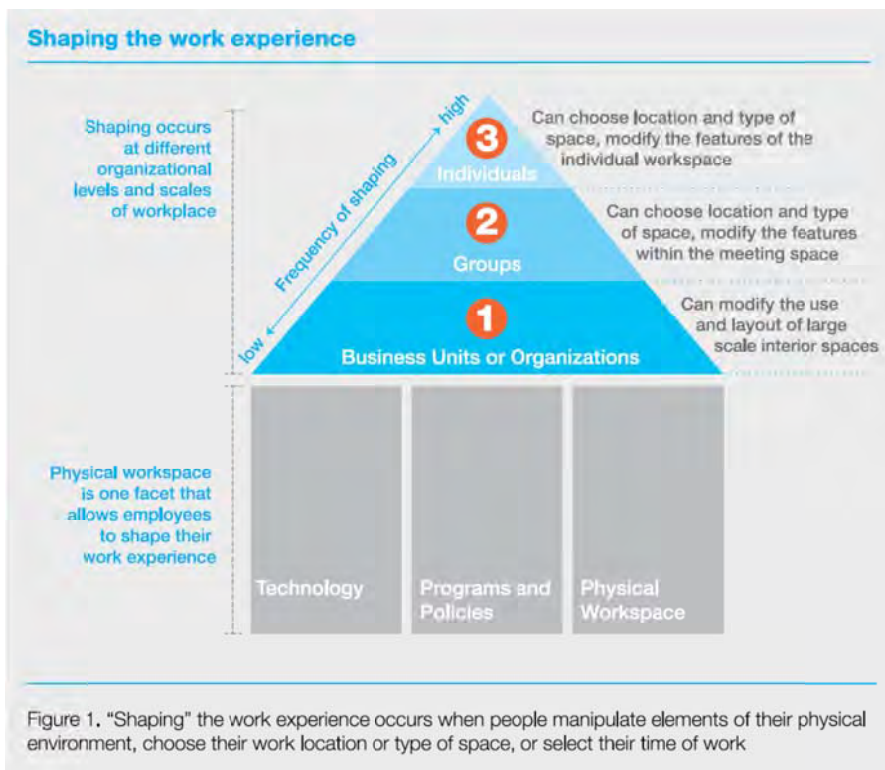 Shaping the work experience
Shaping occurs
at different
organizational
levels and scales
of workplace
low
Frequency of shaping
high
3
Individuals
Can choose location and type of
space, modify the features of the
individual workspace
2
Groups
Can choose location and type
of space, modify the features
within the meeting space
1
Business Units or Organizations
Can modify the use
and layout of large
scale interior spaces
Physical workspace
is one facet that
allows employees
to shape their
work experience
Technology
Programs and
Policies
Physical
Workspace
Figure 1. “Shaping” the work experience occurs when people manipulate elements of their physical
environment, choose their work location or type of space, or select their time of work